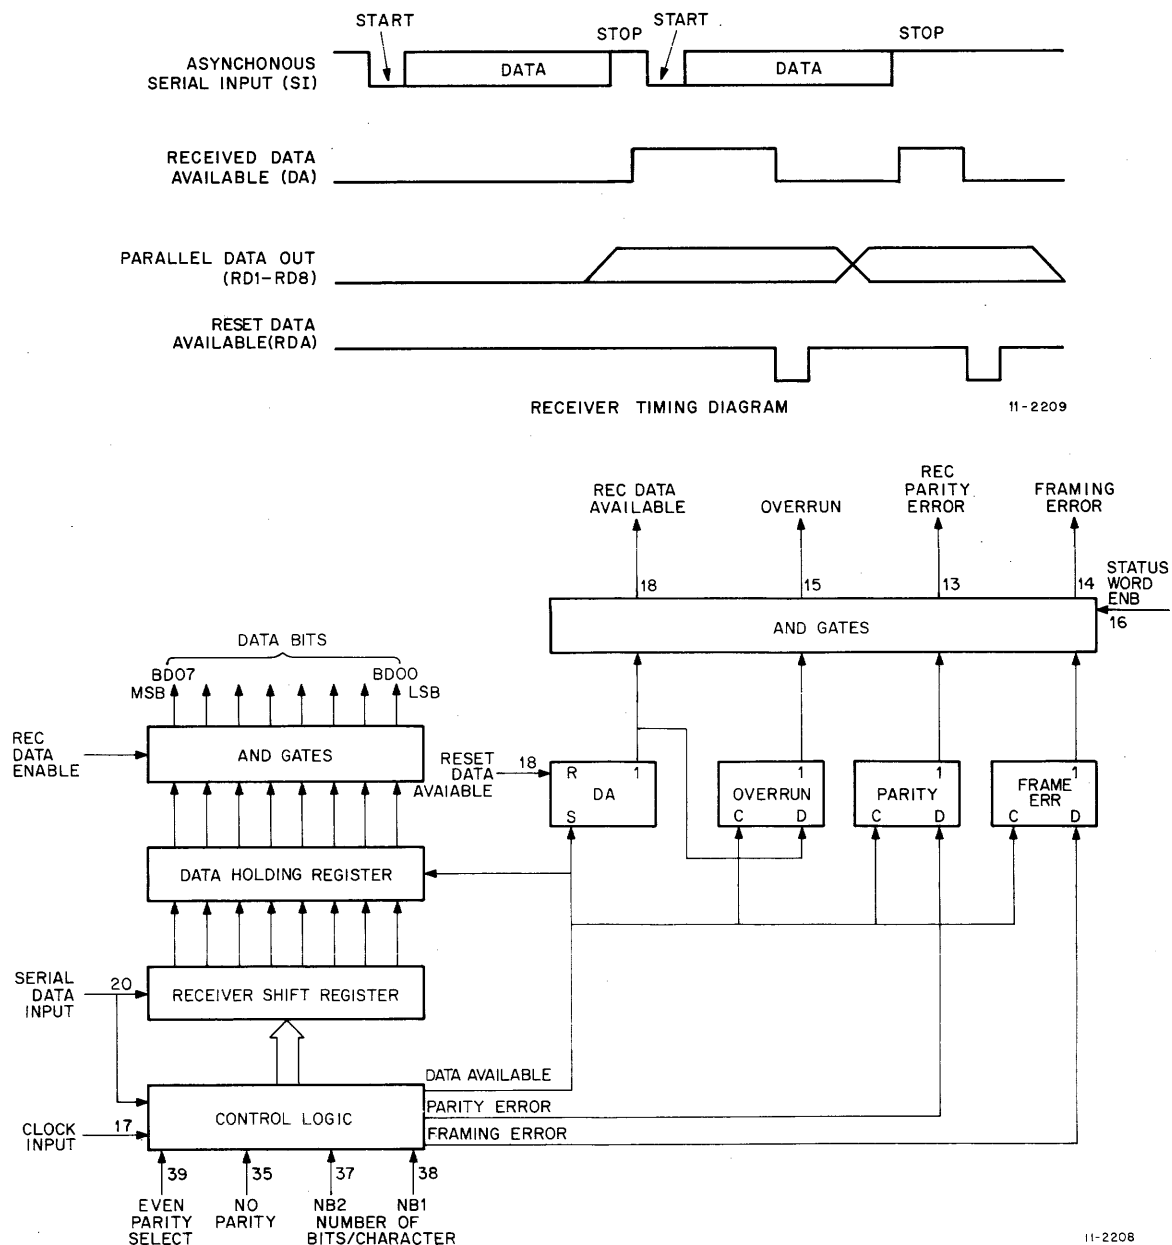 START
START
STOP
STOP
ASYNCHONOUS
SERIAL INPUT (SI)
DATA
DATA
RECEIVED DATA
AVAILABLE (DA)
PARALLEL DATA OUT
(RD1-RD8)
RESET DATA
AVAILABLE(RDA)
RECEIVER TIMING DIAGRAM
11-2209
REC DATA
AVAILABLE
OVERRUN
REC
PARITY
ERROR
FRAMING
ERROR
18
15
13
14
STATUS
WORD
ENB
16
AND GATES
DATA BITS
BD07
BD00
MSB
LSB
REC
DATA
ENABLE
AND GATES
RESET
DATA
AVAIABLE
18
R
1
DA
S
1
OVERRUN
C
D
1
PARITY
C
D
1
FRAME
ERR
C
D
DATA HOLDING REGISTER
SERIAL
DATA
INPUT
20
RECEIVER SHIFT REGISTER
DATA AVAILABLE
PARITY ERROR
FRAMING ERROR
CONTROL LOGIC
CLOCK
INPUT
17
39
35
37
38
EVEN
PARITY
SELECT
NO
PARITY
NB2
NB1
NUMBER OF
BITS/CHARACTER
11-2208